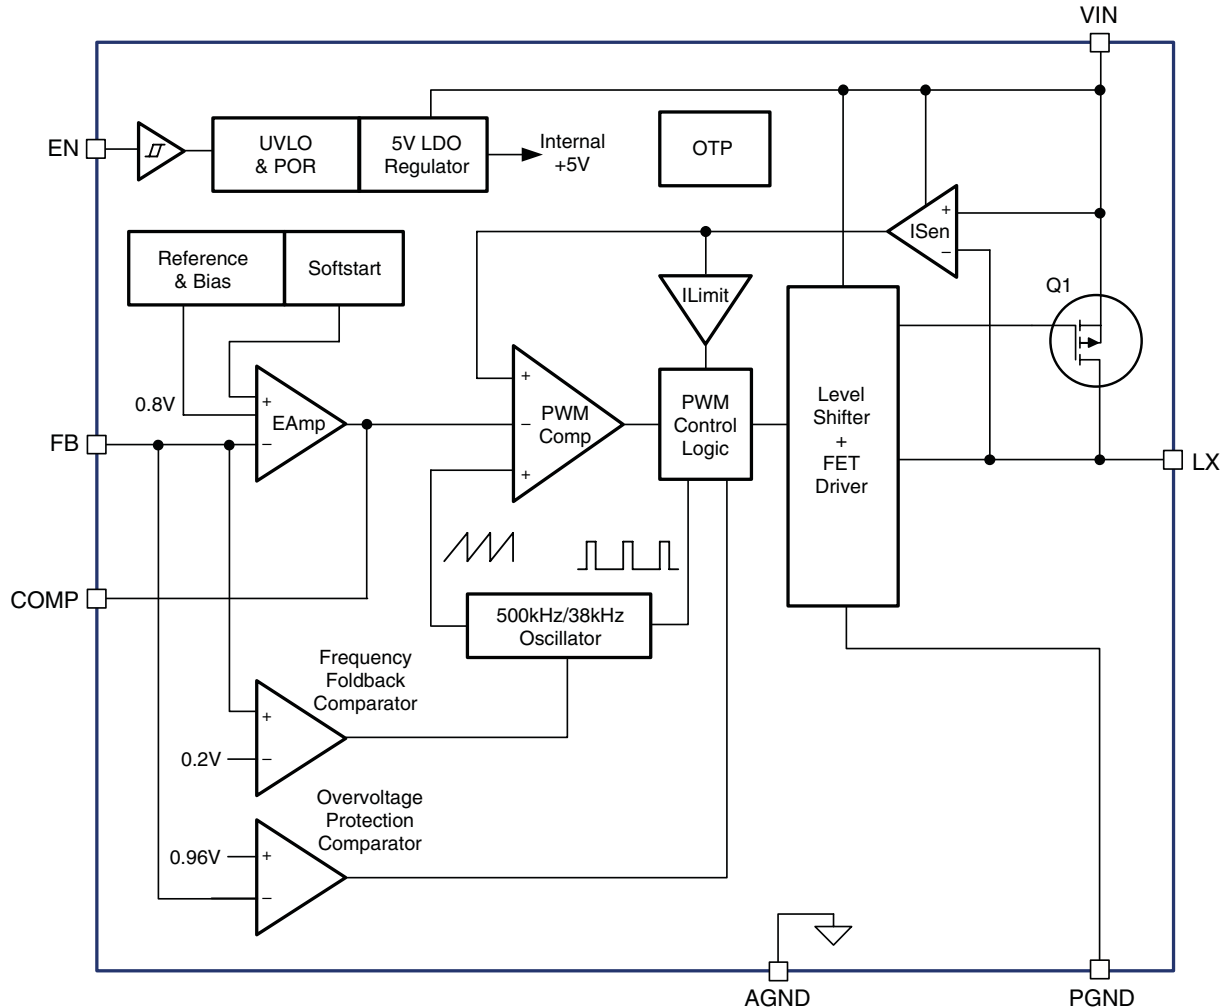 VIN
EN
UVLO
& POR
5V LDO
Regulator
Internal
+5V
OTP
Reference
& Bias
Softstart
+
ISen
–
ILimit
Q1
0.8V
+
EAmp
–
FB
+
–
PWM
Comp
+
PWM
Control
Logic
Level
Shifter
+
FET
Driver
LX
COMP
500kHz/38kHz
Oscillator
Frequency
Foldback
Comparator
+
0.2V
–
Overvoltage
Protection
Comparator
0.96V
+
–
AGND
PGND